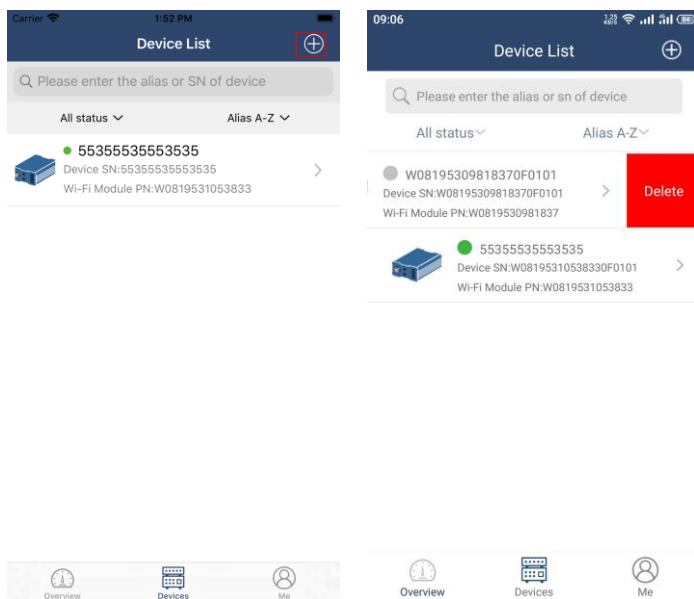 Carrier 1:52 PM
Device List
Please enter the alias or SN of device
All status Alias A-Z
55355535553535
Device SN:55355535553535
Wi-Fi Module PN:W0819531053833
Overview Devices Me
09:06
Device List
Please enter the alias or sn of device
All status Alias A-Z
W08195309818370F0101
Device SN:W08195309818370F0101
Wi-Fi Module PN:W0819530981837
Delete
55355535553535
Device SN:W08195310538330F0101
Wi-Fi Module PN:W0819531053833
Overview Devices Me